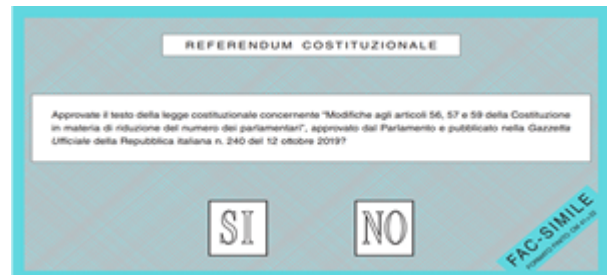 REFERENDUM COSTITUZIONALE
Approvate il testo della legge costituzionale concernente "Modifiche agli articoli 56, 57 e 59 della Costituzione
in materia di riduzione del numero dei parlamentari", approvato dal Parlamento e pubblicato nella Gazzetta
Ufficiale della Repubblica italiana n. 240 del 12 ottobre 2019?
SI
NO
FAC-SIMILE